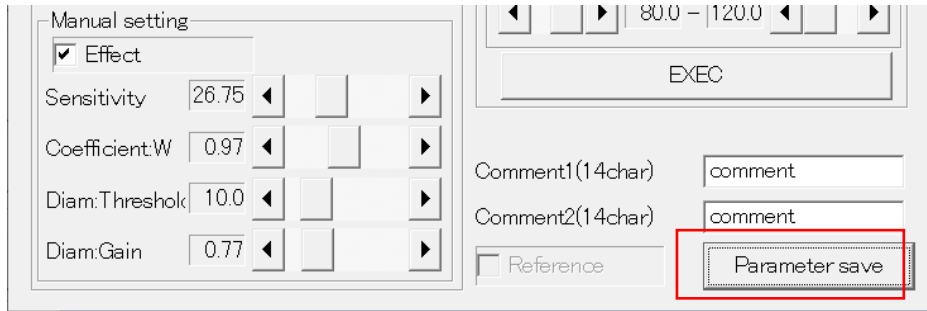 Manual setting
Effect
Sensitivity 26.75
Coefficient:W 0.97
Diam:Threshol 10.0
Diam:Gain 0.77
80.0 - 120.0
EXEC
Comment1(14char) comment
Comment2(14char) comment
Reference
Parameter save